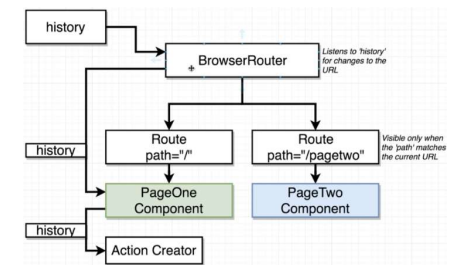 history
BrowserRouter
Listens to 'history'
for changes to the
URL
Route
path="/"
Route
path="/pagetwo"
Visible only when
the 'path' matches
the current URL
history
PageOne
Component
PageTwo
Component
history
Action Creator